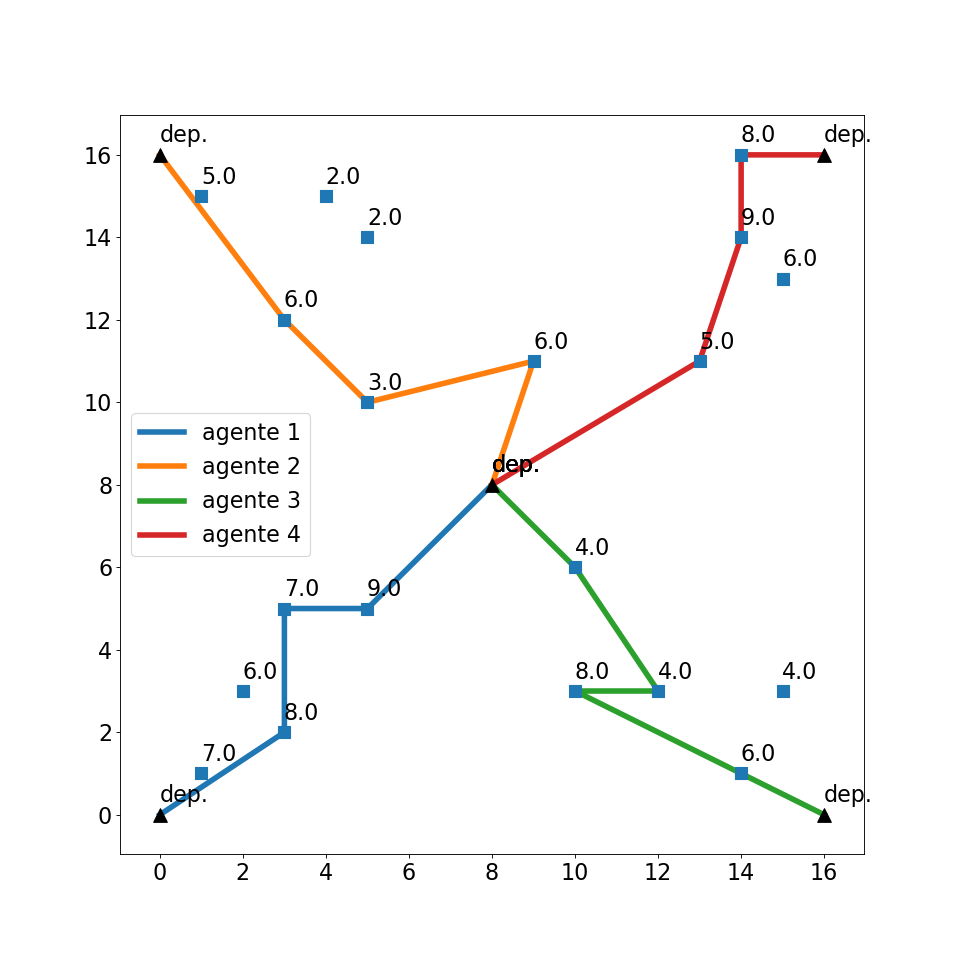 dep. 8.0 dep.
16
5.0 2.0
2.0 9.0
14
6.0
6.0
12
6.0 5.0
3.0
10
agente 1
agente 2
agente 3
agente 4
dep.
8
4.0
6
7.0 9.0
4
6.0 8.0 4.0 4.0
8.0
2
7.0 6.0
dep. dep.
0
0 2 4 6 8 10 12 14 16